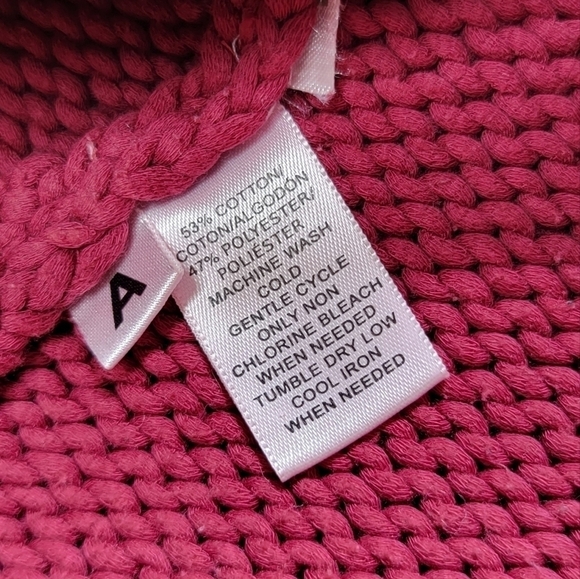 53% COTTON/
COTON/ALGODON
47% POLYESTER/
POLIESTER
MACHINE WASH
COLD
GENTLE CYCLE
ONLY NON
CHLORINE BLEACH
WHEN NEEDED
TUMBLE DRY LOW
COOL IRON
WHEN NEEDED
A